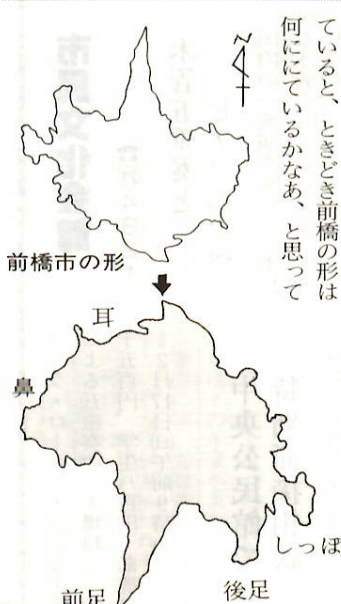 ていると、ときどき前橋の形は
何ににているかなあ、と思って
N
前橋市の形
耳
鼻
しっぽ
後足
前足